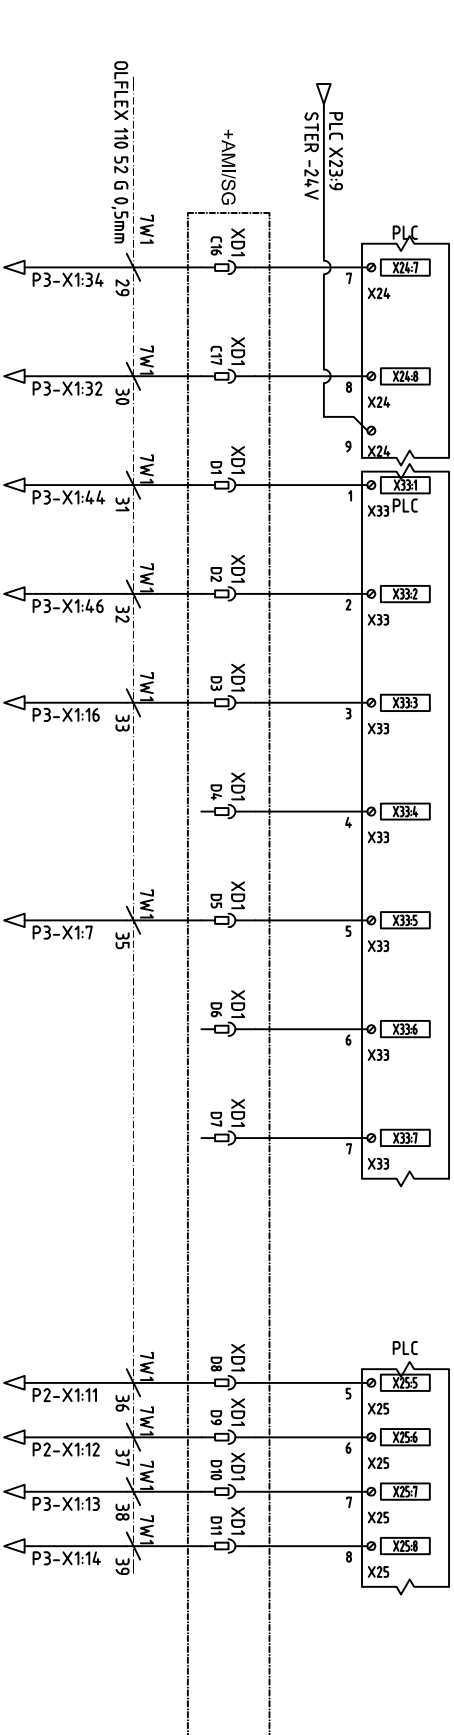 OLFLEX 110 52 G 0,5mm
+AMI/SG
PLC X23:9
STER -24V
PLC
7W1
29
P3-X1:34
XD1
C16
7
X24:7
X24
7W1
30
P3-X1:32
XD1
C17
8
X24:8
X24
9
X24
7W1
31
P3-X1:44
XD1
D1
1
X33:1
X33
PLC
7W1
32
P3-X1:46
XD1
D2
2
X33:2
X33
7W1
33
P3-X1:16
XD1
D3
3
X33:3
X33
XD1
D4
4
X33:4
X33
7W1
35
P3-X1:7
XD1
D5
5
X33:5
X33
XD1
D6
6
X33:6
X33
XD1
D7
7
X33:7
X33
PLC
7W1
36
P2-X1:11
XD1
D8
5
X25:5
X25
7W1
37
P2-X1:12
XD1
D9
6
X25:6
X25
7W1
38
P3-X1:13
XD1
D10
7
X25:7
X25
7W1
39
P3-X1:14
XD1
D11
8
X25:8
X25